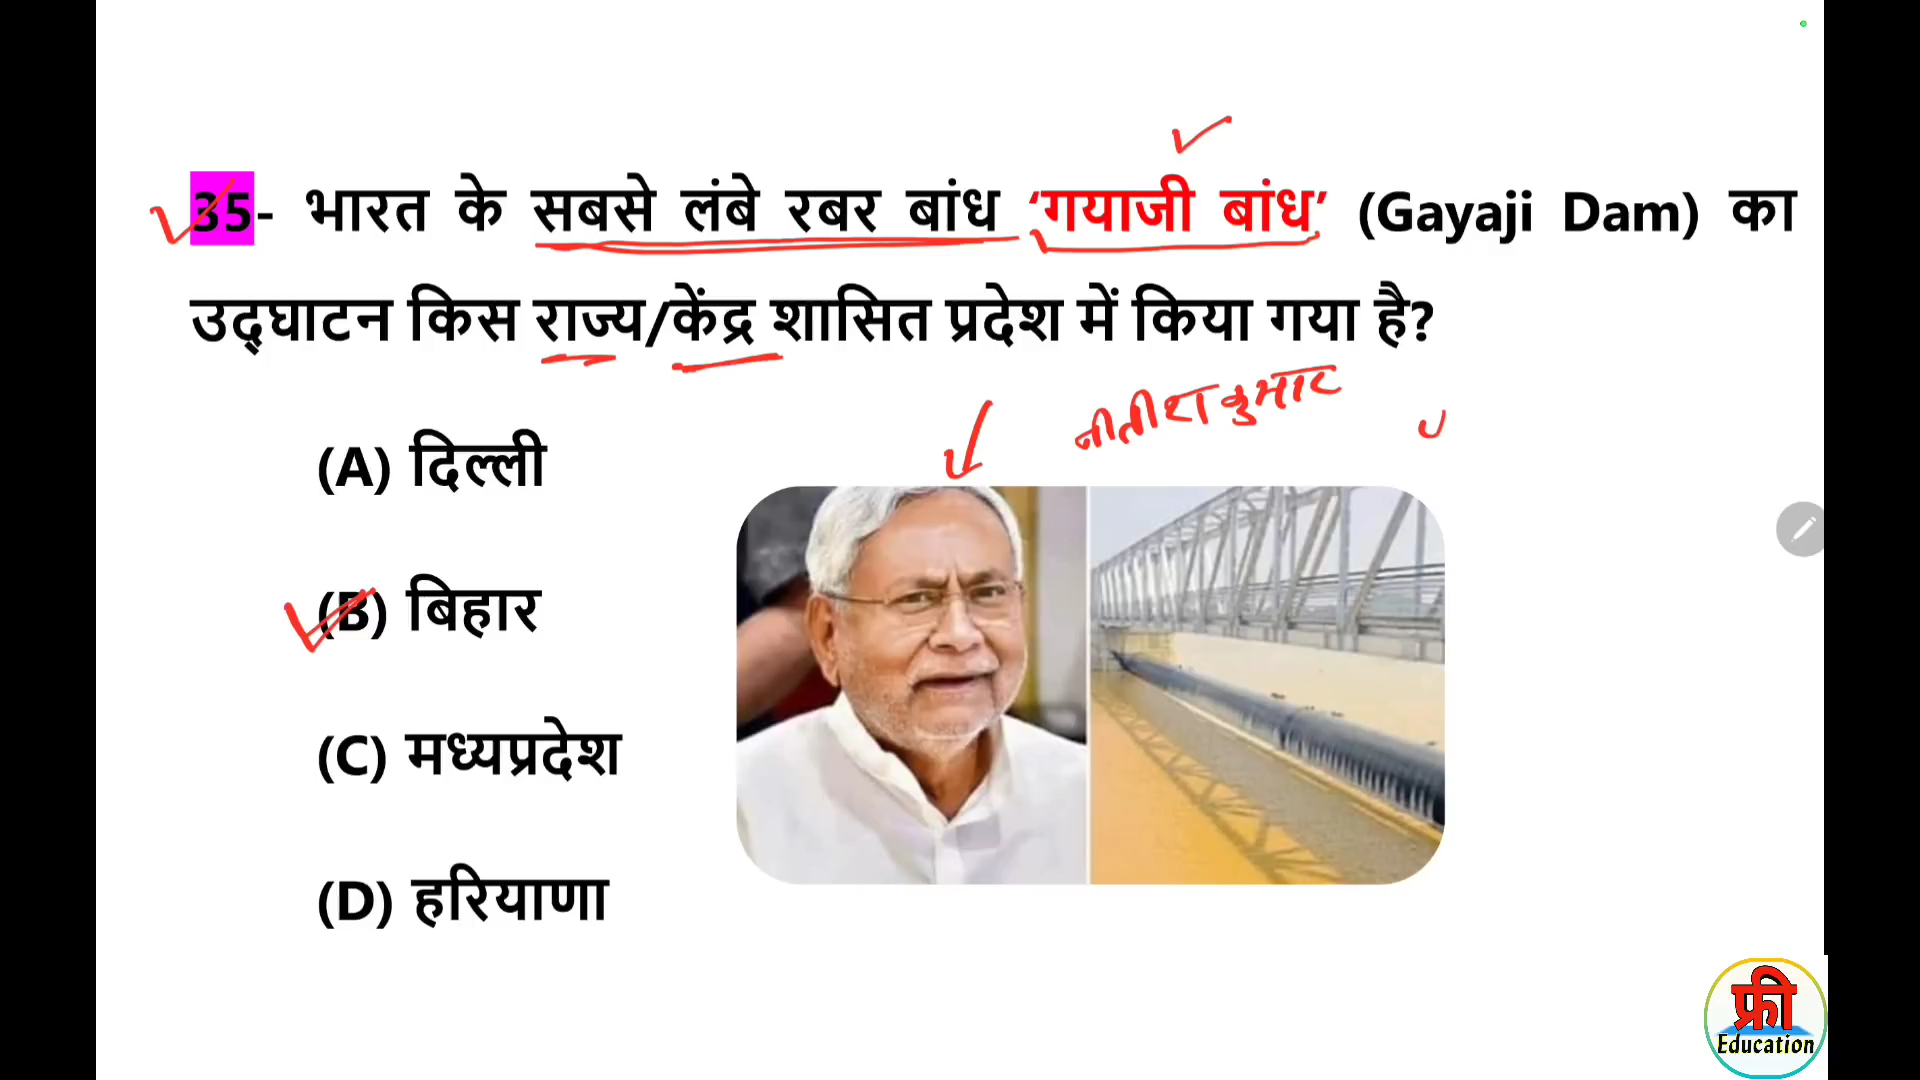 35- भारत के सबसे लंबे रबर बांध ‘गयाजी बांध’ (Gayaji Dam) का
उद्घाटन किस राज्य/केंद्र शासित प्रदेश में किया गया है?
नीतीश कुमार
(A) दिल्ली
(B) बिहार
(C) मध्यप्रदेश
(D) हरियाणा
फ्री
Education